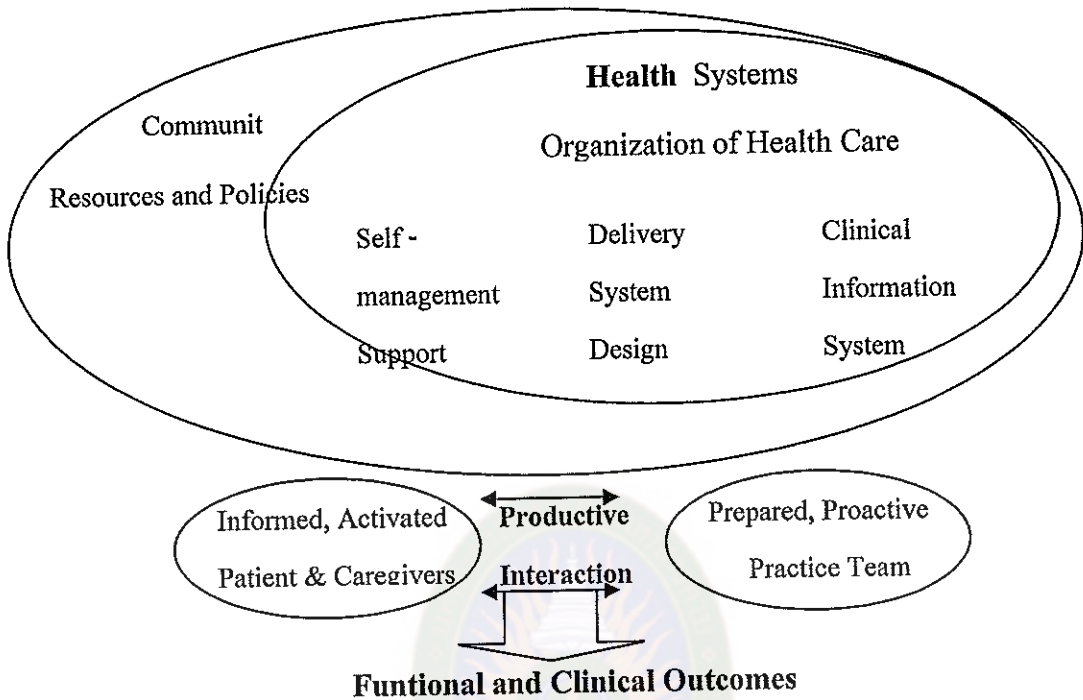 Health Systems
Organization of Health Care
Communit
Resources and Policies
Self -
management
Support
Delivery
System
Design
Clinical
Information
System
Informed, Activated
Patient & Caregivers
Productive
Interaction
Prepared, Proactive
Practice Team
Funtional and Clinical Outcomes